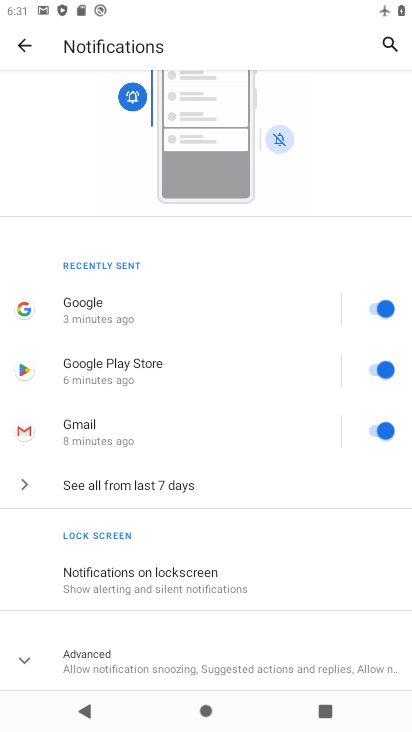 6:31
Notifications
RECENTLY SENT
Google
3 minutes ago
Google Play Store
6 minutes ago
Gmail
8 minutes ago
See all from last 7 days
LOCK SCREEN
Notifications on lockscreen
Show alerting and silent notifications
Advanced
Allow notification snoozing, Suggested actions and replies, Allow n...